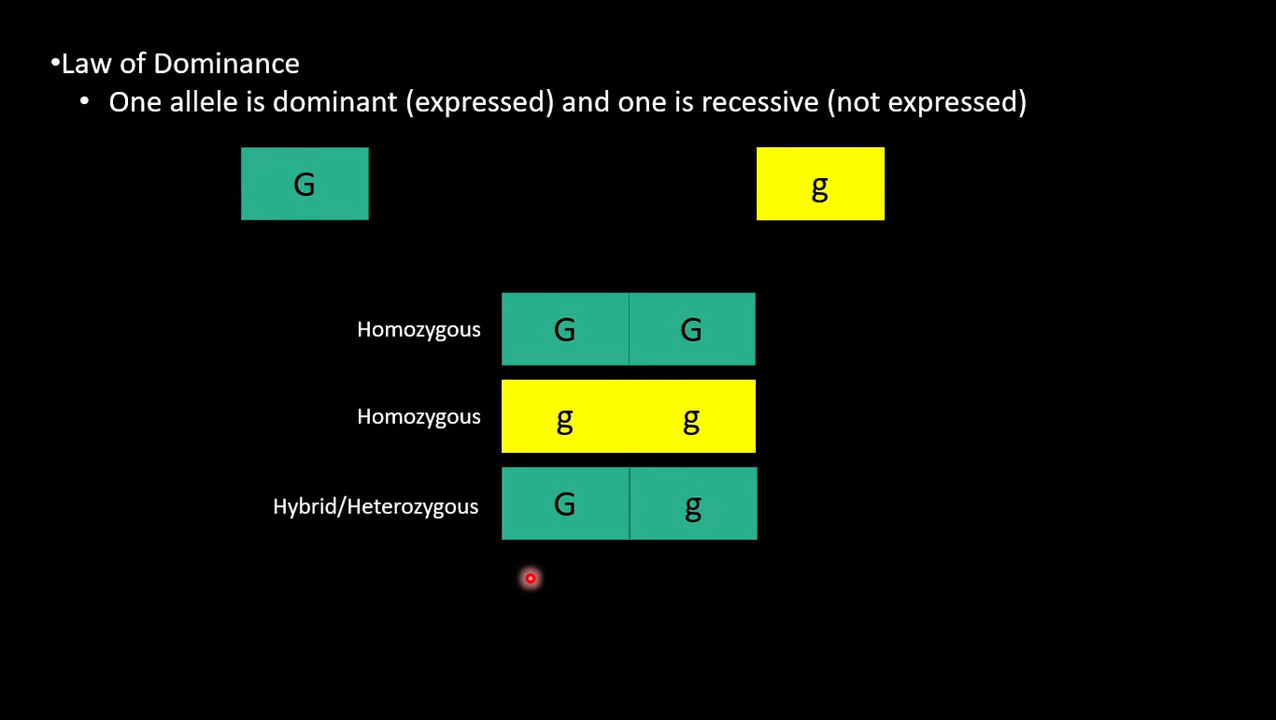 •Law of Dominance
• One allele is dominant (expressed) and one is recessive (not expressed)
G g
Homozygous G G
Homozygous g g
Hybrid/Heterozygous G g